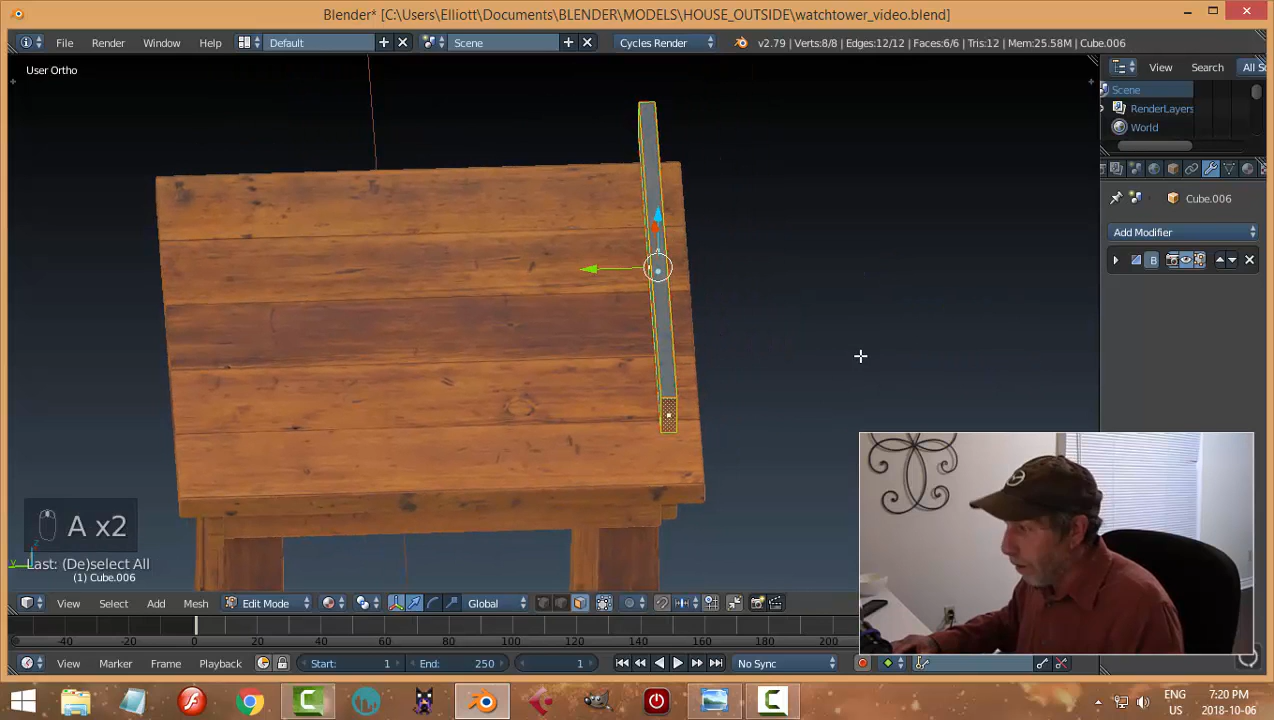 Blender* [C:\Users\Elliott\Documents\BLENDER\MODELS\HOUSE_OUTSIDE\watchtower_video.blend]
File Render Window Help Default Scene Cycles Render v2.79 | Verts:8/8 | Edges:12/12 | Faces:6/6 | Tris:12 | Mem:25.58M | Cube.006
User Ortho
View Search All Sc
Scene
RenderLayers
World
Cube.006
Add Modifier
B
A x2
Last: (De)select All
(1) Cube.006
View Select Add Mesh Edit Mode Global
-40 -20 0 20 40 60 80 100 120 140 160 180 200
View Marker Frame Playback Start: 1 End: 250 1 No Sync
ENG
US
7:20 PM
2018-10-06